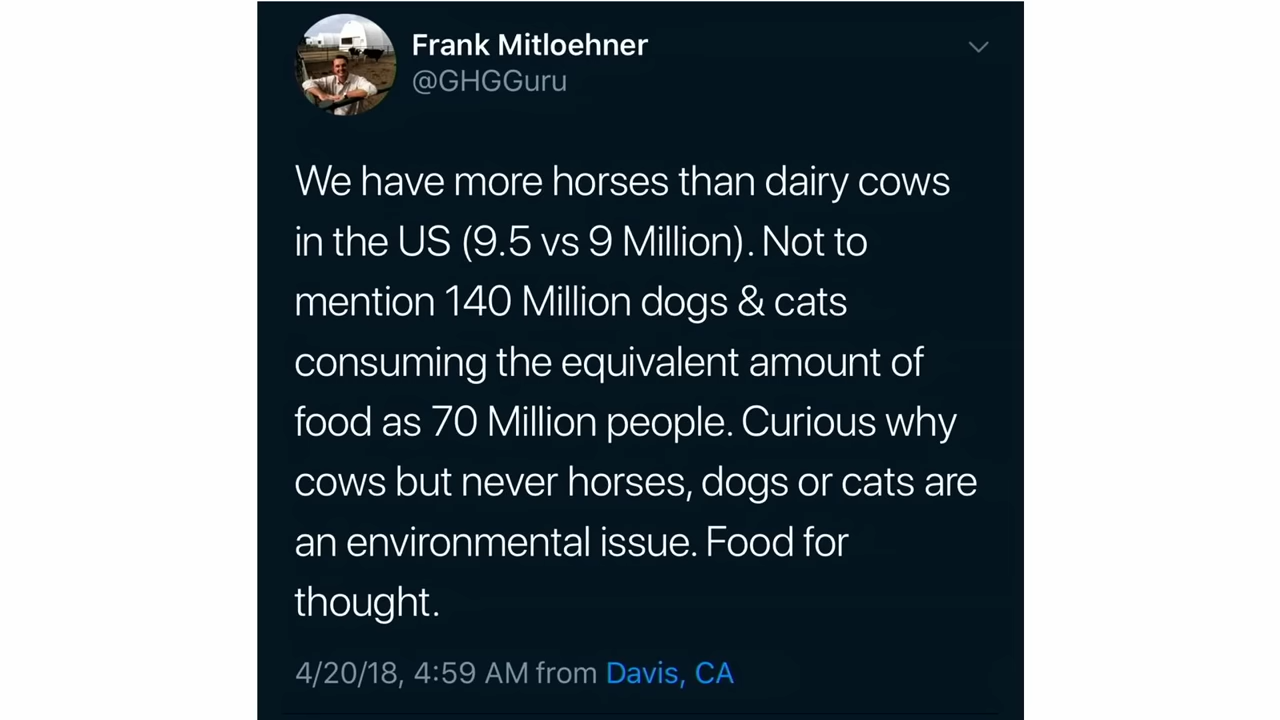 Frank Mitloehner
@GHGGuru
We have more horses than dairy cows
in the US (9.5 vs 9 Million). Not to
mention 140 Million dogs & cats
consuming the equivalent amount of
food as 70 Million people. Curious why
cows but never horses, dogs or cats are
an environmental issue. Food for
thought.
4/20/18, 4:59 AM from Davis, CA